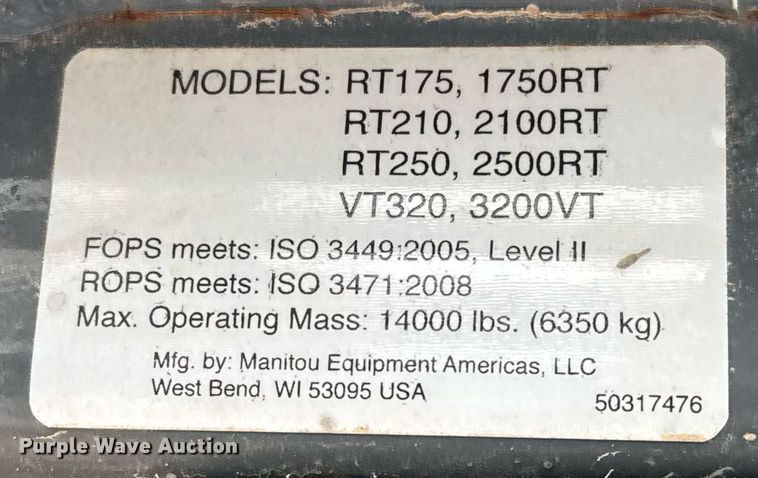 MODELS: RT175, 1750RT
RT210, 2100RT
RT250, 2500RT
VT320, 3200VT
FOPS meets: ISO 3449:2005, Level II
ROPS meets: ISO 3471:2008
Max. Operating Mass: 14000 lbs. (6350 kg)
Mfg. by: Manitou Equipment Americas, LLC
West Bend, WI 53095 USA
50317476
Purple Wave Auction